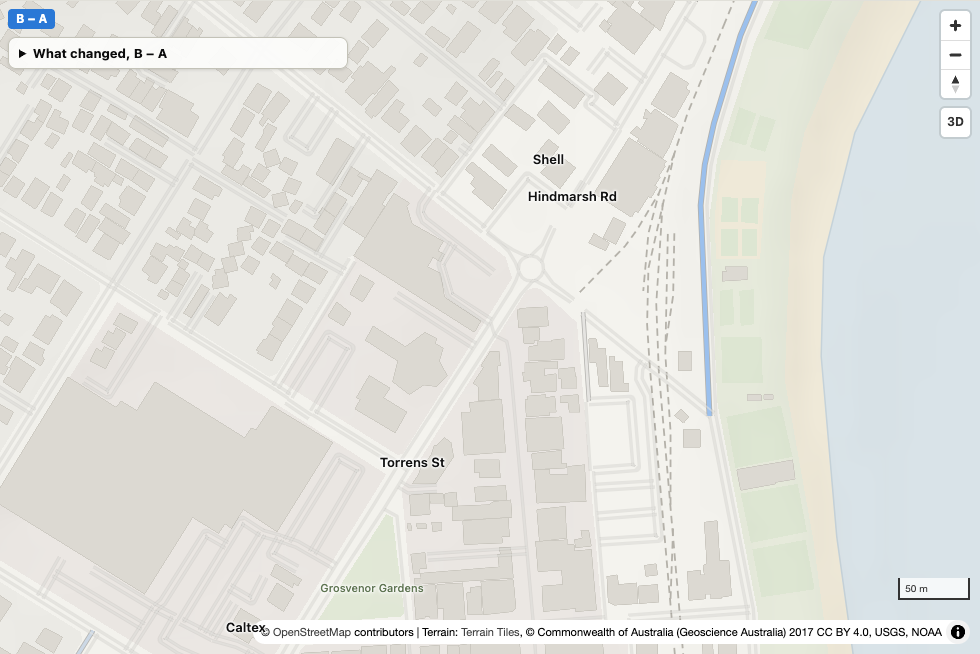 B – A
What changed, B – A
3D
Shell
Hindmarsh Rd
Torrens St
Grosvenor Gardens
50 m
Caltex
© OpenStreetMap contributors | Terrain: Terrain Tiles, © Commonwealth of Australia (Geoscience Australia) 2017 CC BY 4.0, USGS, NOAA